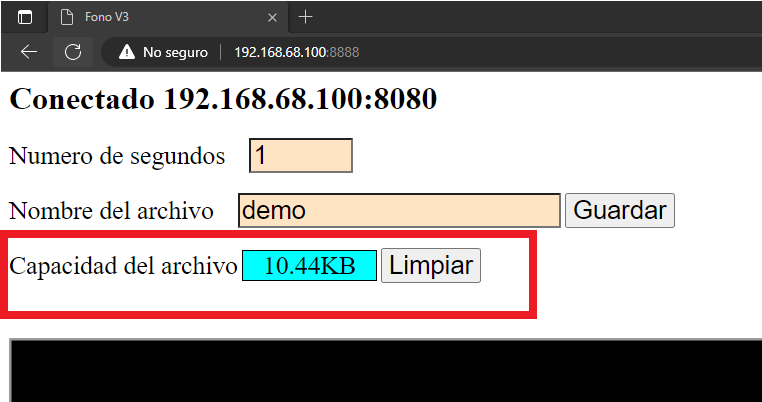 Fono V3
No seguro 192.168.68.100:8888
Conectado 192.168.68.100:8080
Numero de segundos 1
Nombre del archivo demo Guardar
Capacidad del archivo 10.44KB Limpiar